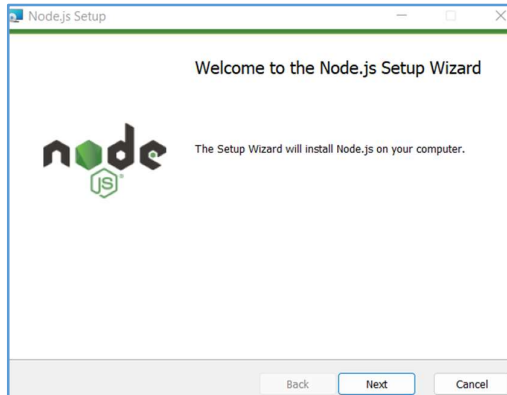 Node.js Setup
Welcome to the Node.js Setup Wizard
node
JS
The Setup Wizard will install Node.js on your computer.
Back Next Cancel